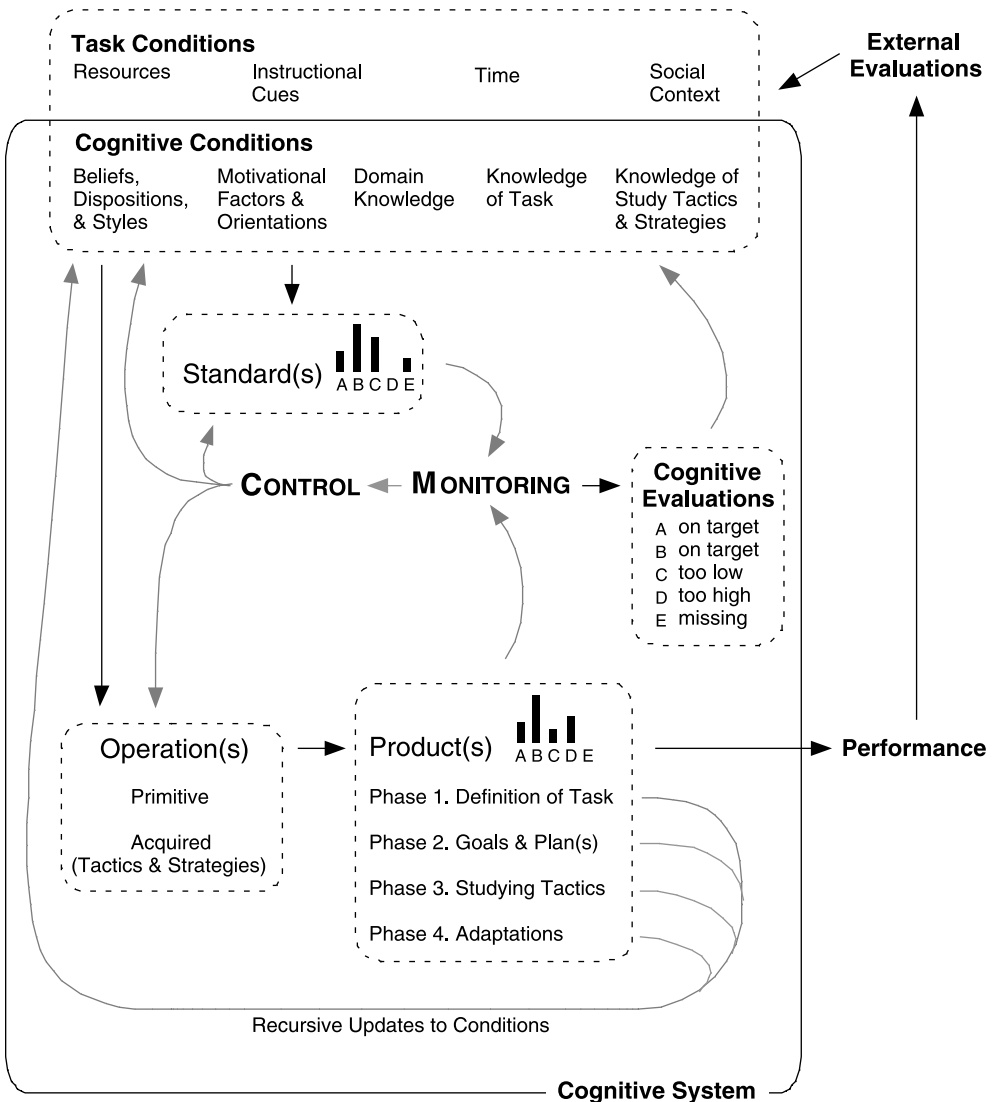 Task Conditions
Resources
Instructional
Cues
Time
Social
Context
External
Evaluations
Cognitive Conditions
Beliefs,
Dispositions,
& Styles
Motivational
Factors &
Orientations
Domain
Knowledge
Knowledge
of Task
Knowledge of
Study Tactics
& Strategies
Standard(s)
A B C D E
CONTROL
MONITORING
Cognitive
Evaluations
A on target
B on target
C too low
D too high
E missing
Operation(s)
Primitive
Acquired
(Tactics & Strategies)
Product(s)
A B C D E
Phase 1. Definition of Task
Phase 2. Goals & Plan(s)
Phase 3. Studying Tactics
Phase 4. Adaptations
Performance
Recursive Updates to Conditions
Cognitive System